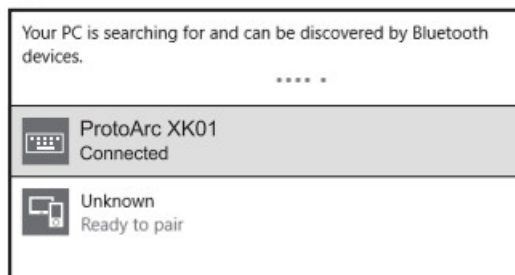 Your PC is searching for and can be discovered by Bluetooth
devices.
ProtoArc XK01
Connected
Unknown
Ready to pair